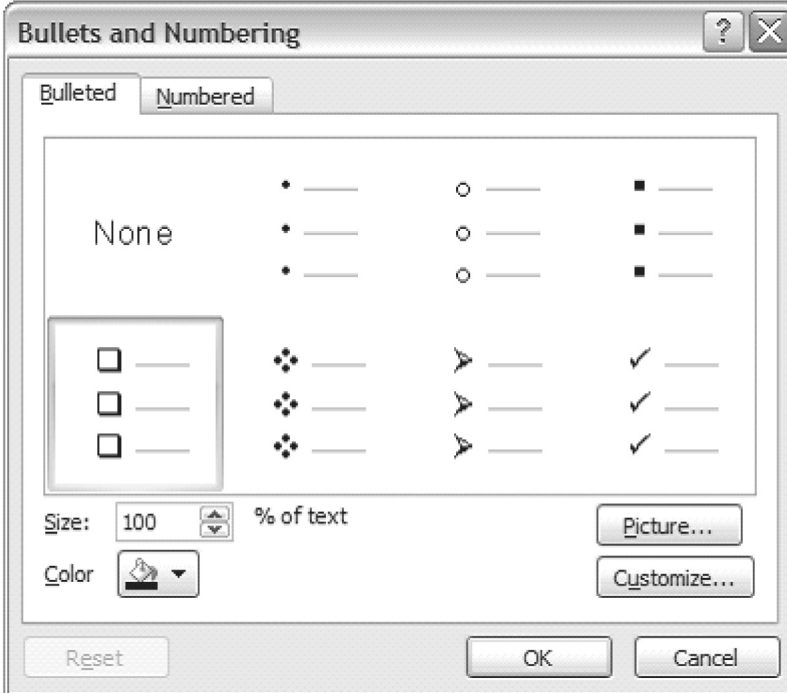 Bullets and Numbering
Bulleted Numbered
None
Size: 100 % of text
Picture...
Color
Customize...
Reset OK Cancel